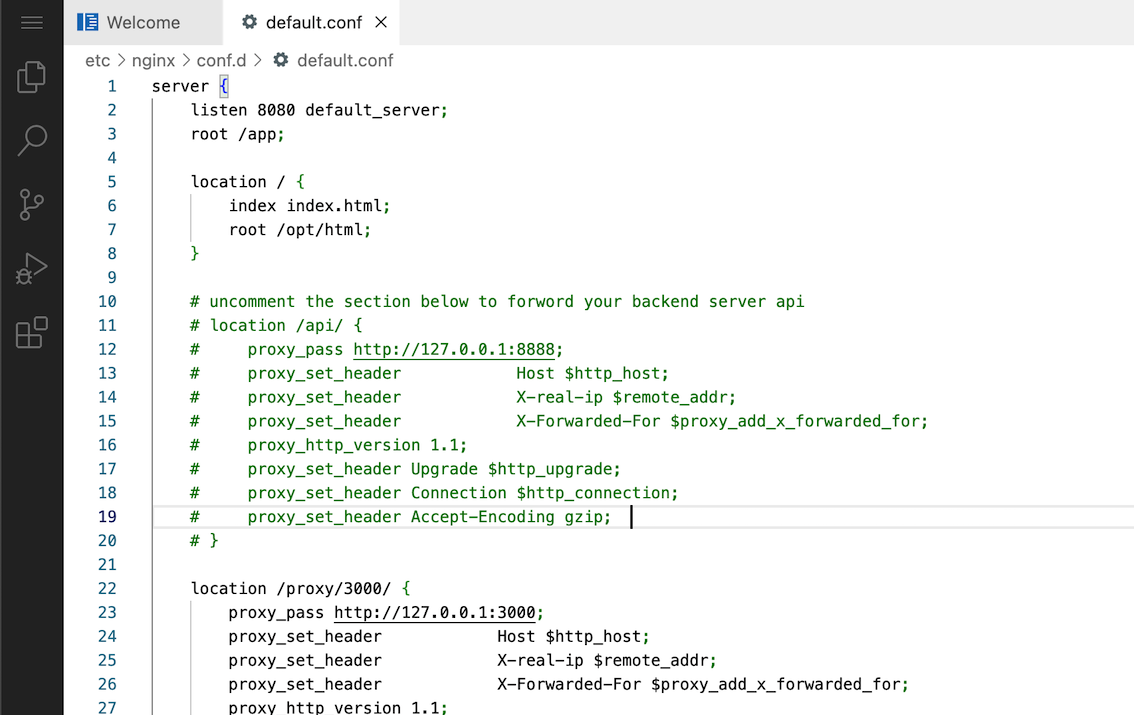 Welcome
default.conf
etc > nginx > conf.d > default.conf
1 server {
2 listen 8080 default_server;
3 root /app;
4
5 location / {
6 index index.html;
7 root /opt/html;
8 }
9
10 # uncomment the section below to forword your backend server api
11 # location /api/ {
12 # proxy_pass http://127.0.0.1:8888;
13 # proxy_set_header Host $http_host;
14 # proxy_set_header X-real-ip $remote_addr;
15 # proxy_set_header X-Forwarded-For $proxy_add_x_forwarded_for;
16 # proxy_http_version 1.1;
17 # proxy_set_header Upgrade $http_upgrade;
18 # proxy_set_header Connection $http_connection;
19 # proxy_set_header Accept-Encoding gzip;
20 # }
21
22 location /proxy/3000/ {
23 proxy_pass http://127.0.0.1:3000;
24 proxy_set_header Host $http_host;
25 proxy_set_header X-real-ip $remote_addr;
26 proxy_set_header X-Forwarded-For $proxy_add_x_forwarded_for;
27 proxy_http_version 1.1;